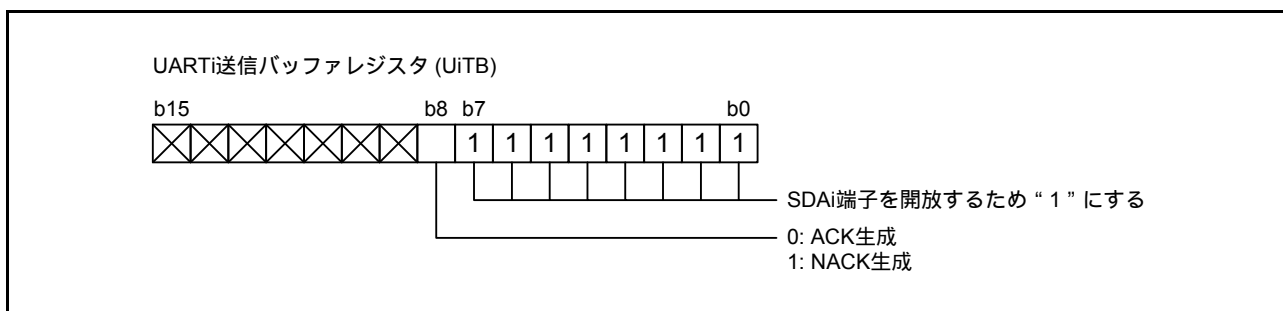 UARTi送信バッファレジスタ (UiTB)
b15 b8 b7 b0
1 1 1 1 1 1 1 1
SDAi端子を開放するため“1”にする
0: ACK生成
1: NACK生成